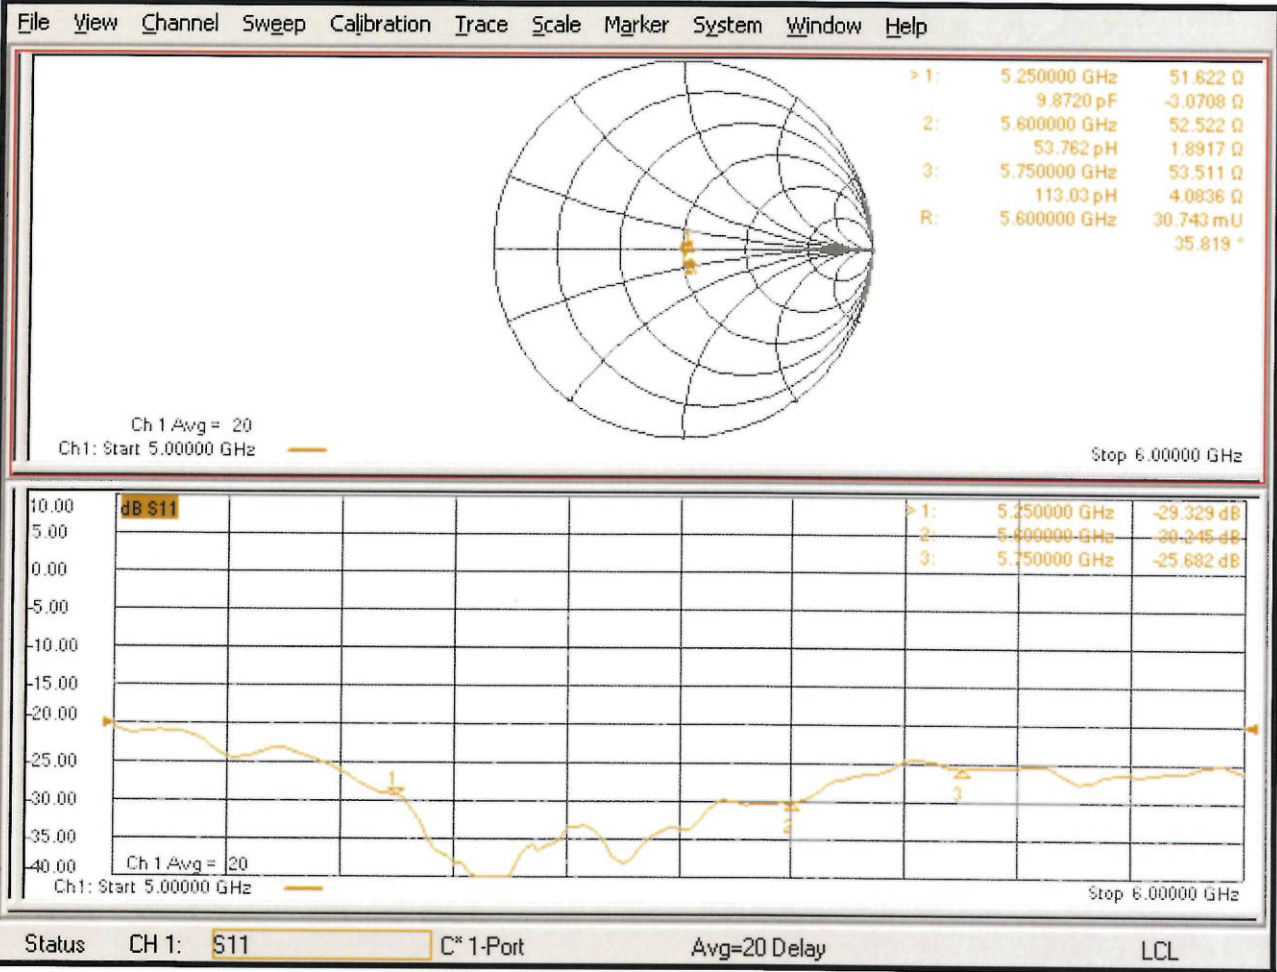 File View Channel Sweep Calibration Trace Scale Marker System Window Help
> 1: 5.250000 GHz 51.622 Ω
9.8720 pF -3.0708 Ω
2: 5.600000 GHz 52.522 Ω
53.762 pH 1.8917 Ω
3: 5.750000 GHz 53.511 Ω
113.03 pH 4.0836 Ω
R: 5.600000 GHz 30.743 mU
35.819 °
Ch 1 Avg = 20
Ch1: Start 5.00000 GHz
Stop 6.00000 GHz
10.00 dB S11
> 1: 5.250000 GHz -29.329 dB
5.00
2: 5.600000 GHz -30.245 dB
3: 5.750000 GHz -25.682 dB
0.00
-5.00
-10.00
-15.00
-20.00
-25.00
1
3
-30.00
2
-35.00
-40.00
Ch 1 Avg = 20
Ch1: Start 5.00000 GHz
Stop 6.00000 GHz
Status CH 1: S11 C* 1-Port Avg=20 Delay LCL